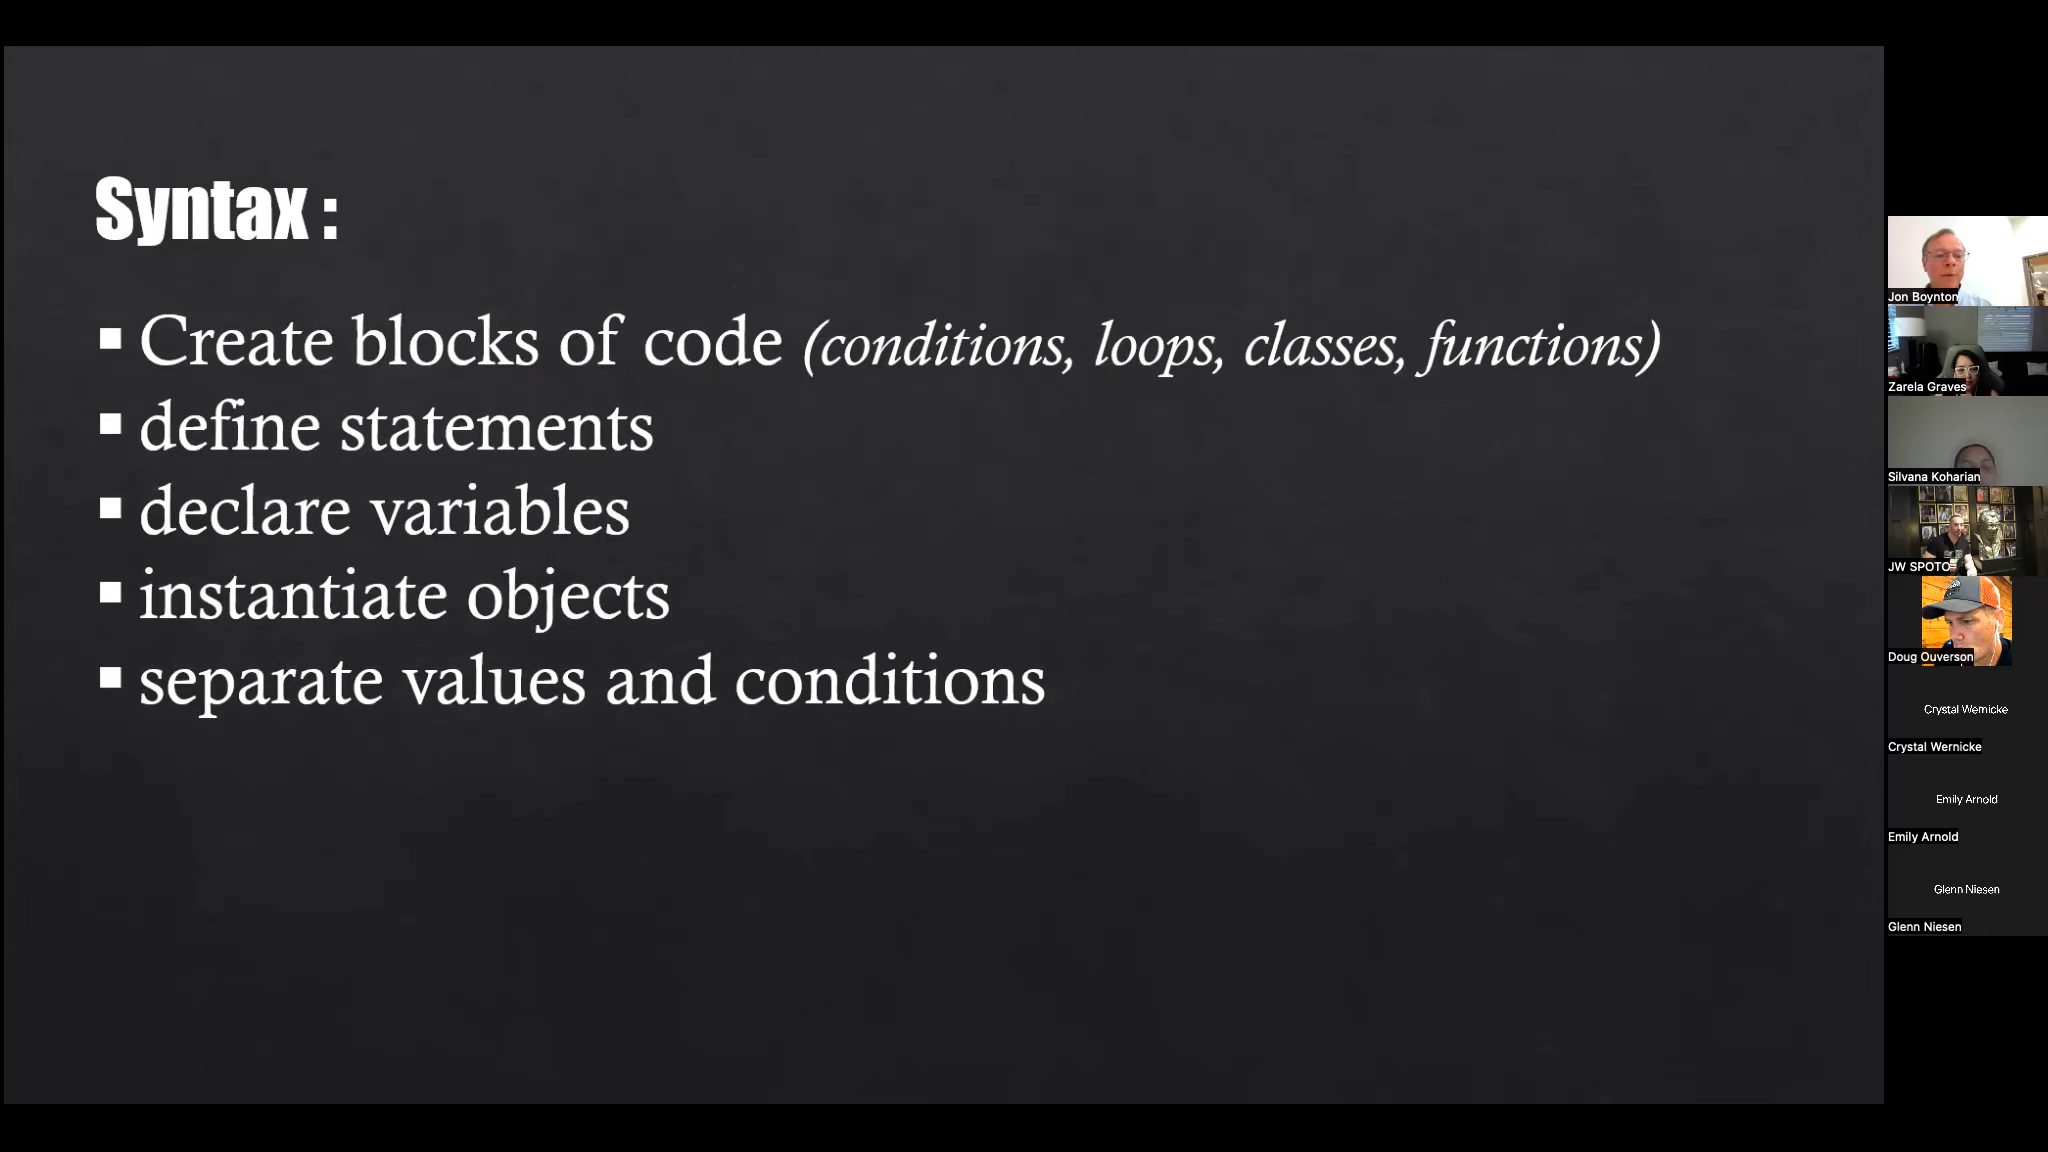 Syntax :
▪ Create blocks of code (conditions, loops, classes, functions)
▪ define statements
▪ declare variables
▪ instantiate objects
▪ separate values and conditions
Jon Boynton
Zarela Graves
Silvana Koharian
JW SPOTO
Doug Ouverson
Crystal Wernicke
Crystal Wernicke
Emily Arnold
Emily Arnold
Glenn Niesen
Glenn Niesen